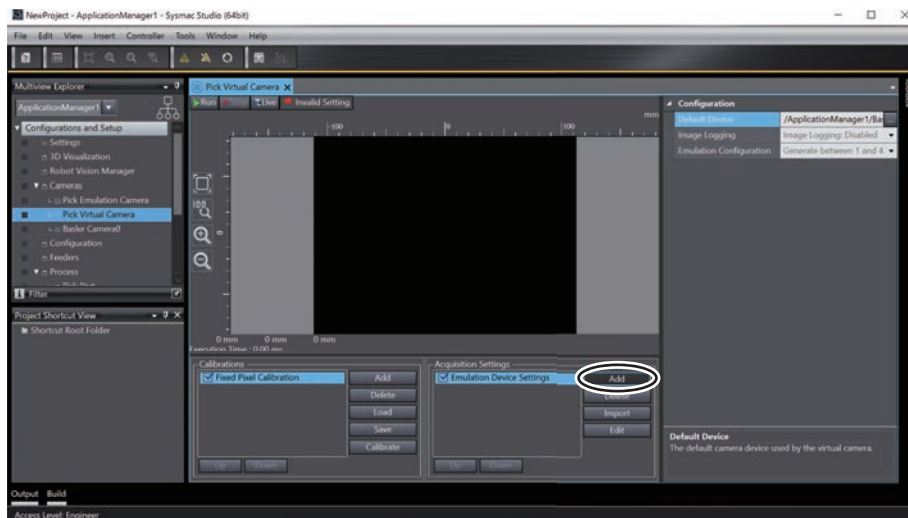 NewProject - ApplicationManager1 - Sysmac Studio (64bit)
File Edit View Insert Controller Tools Window Help
Multiview Explorer
ApplicationManager1
Configurations and Setup
Settings
3D Visualization
Robot Vision Manager
Cameras
Pick Emulation Camera
Pick Virtual Camera
Basler Camera0
Configuration
Feeders
Process
Pick Part
Filter
Project Shortcut View
Shortcut Root Folder
Pick Virtual Camera
Run Live Invalid Setting
mm
-100 0 100
100
0
0 mm 0 mm 0 mm
Execution Time : 0.00 ms
Calibrations
Fixed Pixel Calibration
Add
Delete
Load
Save
Calibrate
Up Down
Acquisition Settings
Emulation Device Settings
Add
Delete
Import
Edit
Up Down
Configuration
Default Device /ApplicationManager1/Bas
Image Logging Image Logging: Disabled
Emulation Configuration Generate between 1 and 4
Default Device
The default camera device used by the virtual camera.
Output Build
Access Level: Engineer